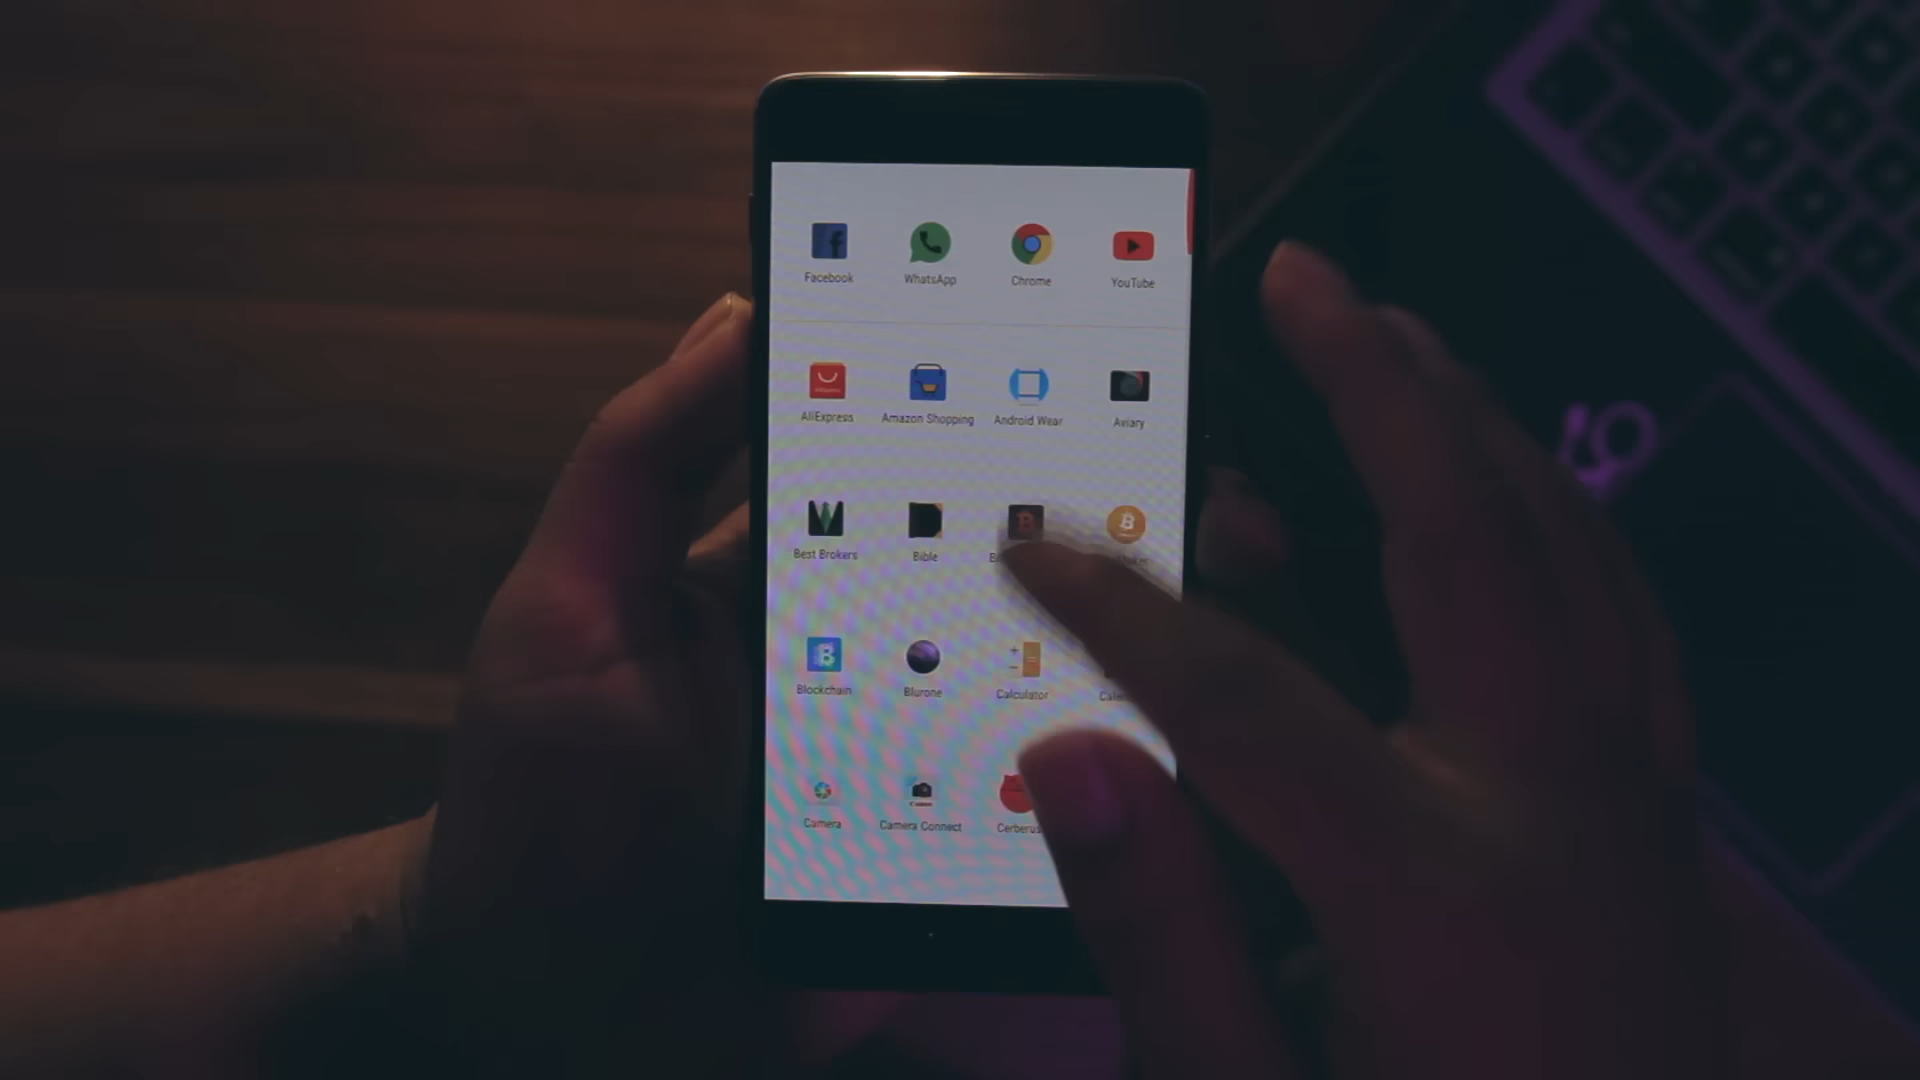 Facebook WhatsApp Chrome YouTube
AliExpress Amazon Shopping Android Wear Aviary
Best Brokers Bible
Blockchain Blurone Calculator
Camera Camera Connect Cerberus